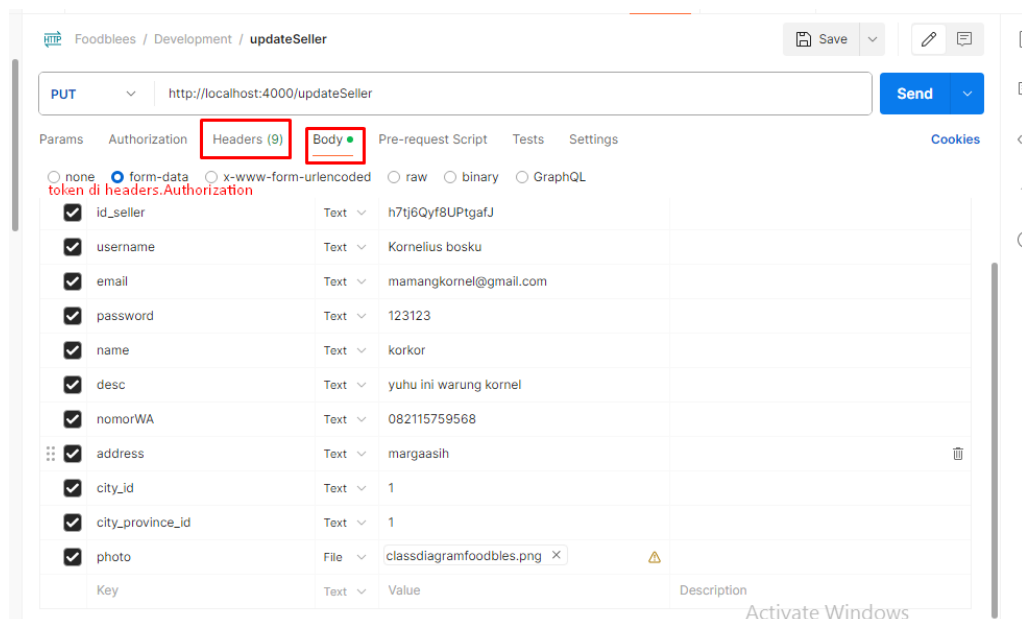 HTTP Foodblees / Development / updateSeller Save
PUT http://localhost:4000/updateSeller Send
Params Authorization Headers (9) Body Pre-request Script Tests Settings Cookies
none form-data x-www-form-urlencoded raw binary GraphQL
token di headers.Authorization
id_seller Text h7tj6Qyf8UPtgafJ
username Text Kornelius bosku
email Text mamangkornel@gmail.com
password Text 123123
name Text korkor
desc Text yuhu ini warung kornel
nomorWA Text 082115759568
address Text margaasih
city_id Text 1
city_province_id Text 1
photo File classdiagramfoodbles.png
Key Text Value Description
Activate Windows